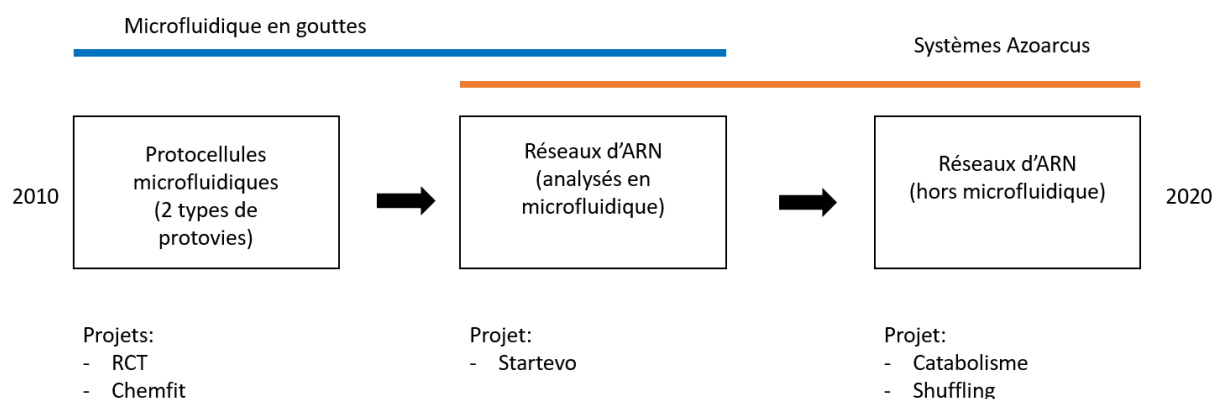 Microfluidique en gouttes
Systèmes Azoarcus
2010
Protocellules
microfluidiques
(2 types de
protovies)
Réseaux d'ARN
(analysés en
microfluidique)
Réseaux d'ARN
(hors microfluidique)
2020
Projets:
- RCT
- Chemfit
Projet:
- Startevo
Projet:
- Catabolisme
- Shuffling